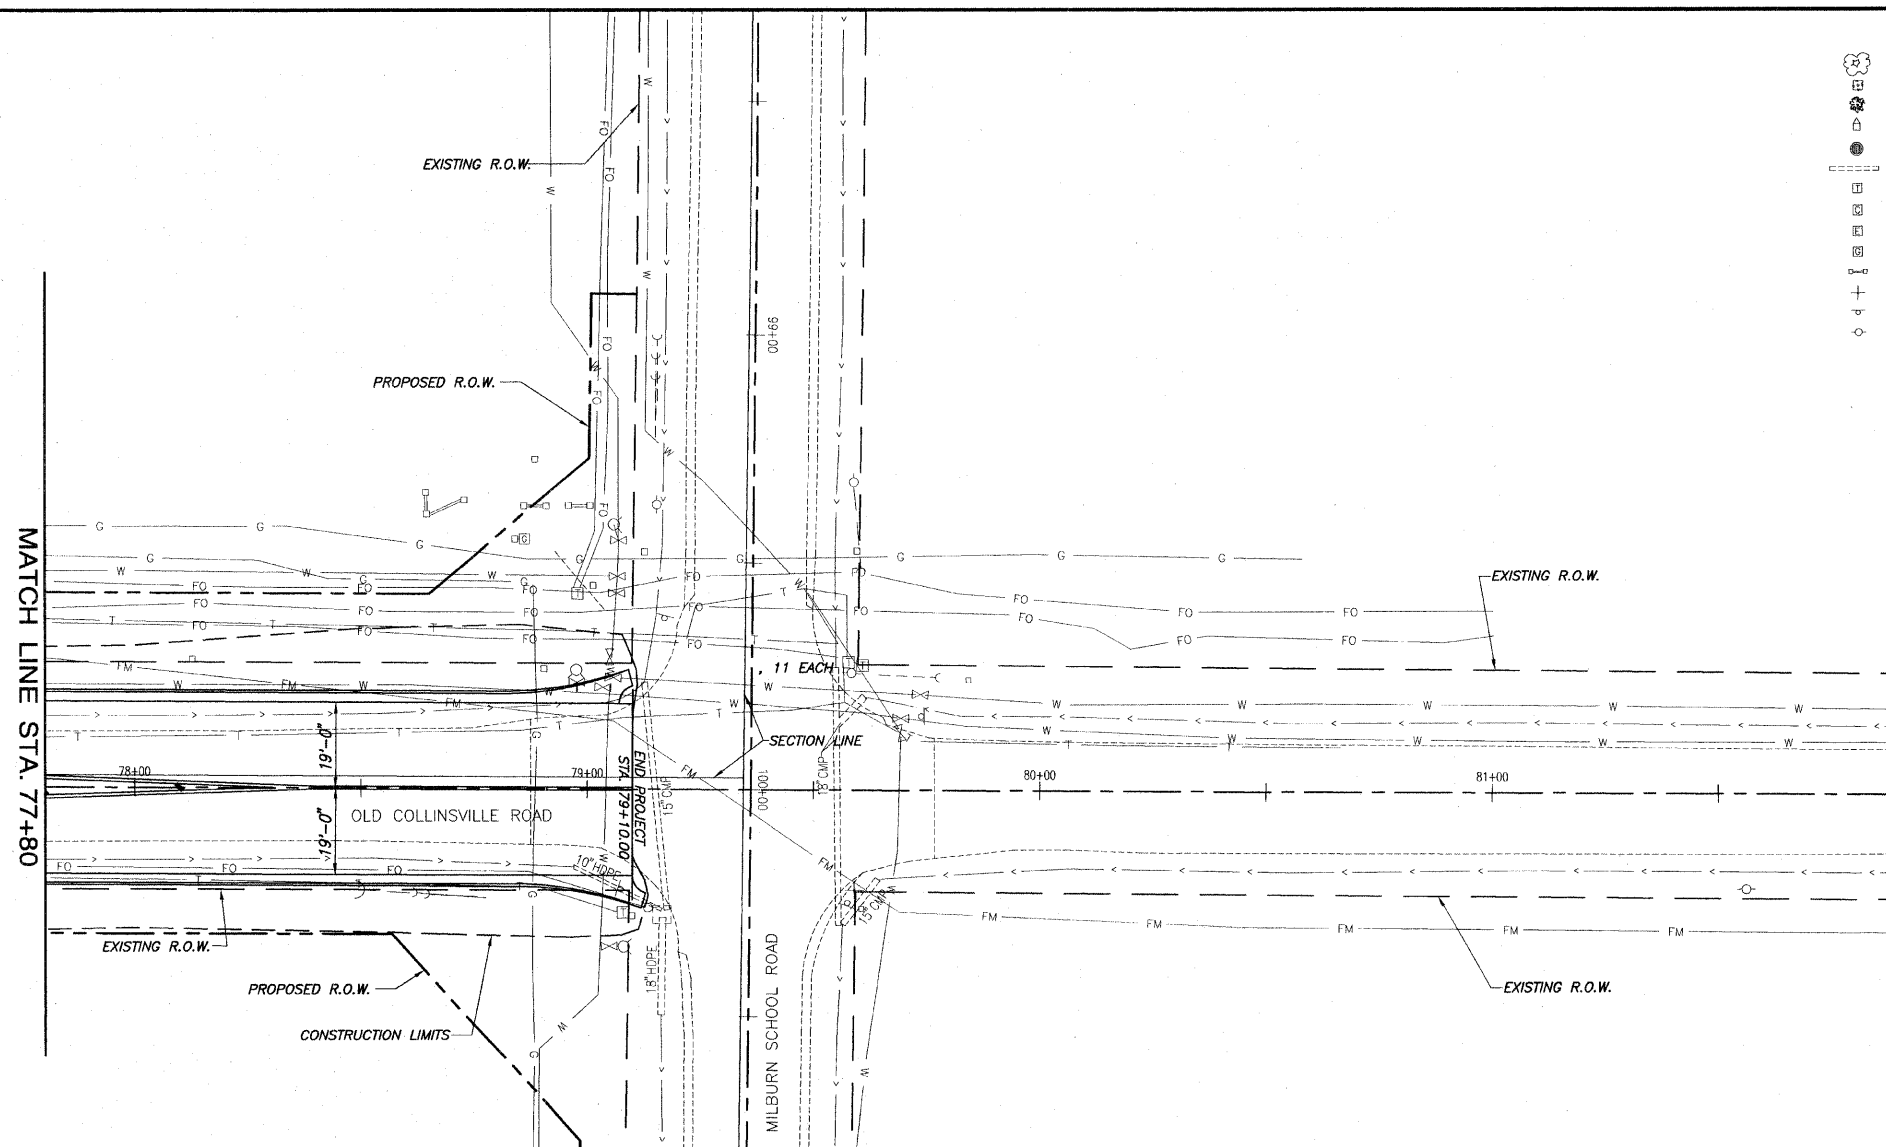 EXISTING R.O.W.
99+00
PROPOSED R.O.W.
EXISTING R.O.W.
, 11 EACH
SECTION LINE
MATCH LINE STA. 77+80
78+00
79+00
80+00
81+00
100+00
19'-0"
19'-0"
OLD COLLINSVILLE ROAD
END PROJECT
STA. 79+10.00
15" CMP
18" CMP
10" HDPE
15" CMP
18" HDPE
MILBURN SCHOOL ROAD
EXISTING R.O.W.
PROPOSED R.O.W.
CONSTRUCTION LIMITS
EXISTING R.O.W.
W
FO
G
T
FM
C
E